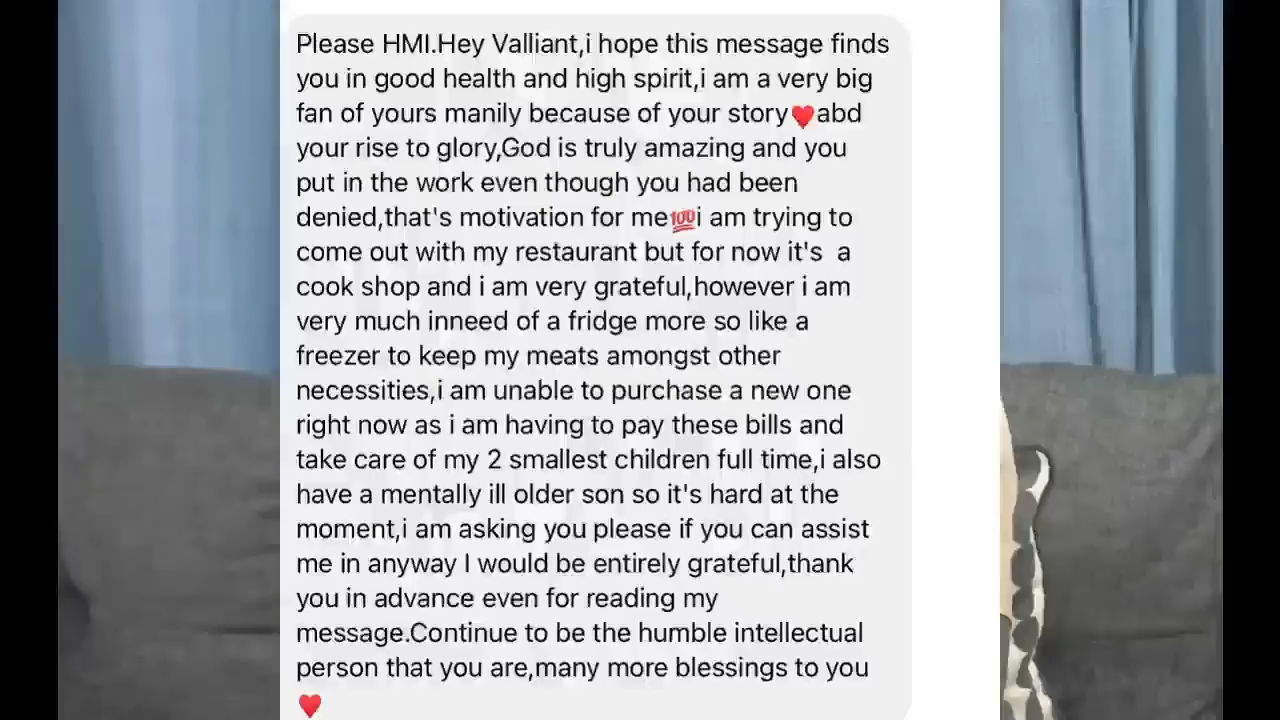 Please HMI.Hey Valliant,i hope this message finds
you in good health and high spirit,i am a very big
fan of yours manily because of your story❤️abd
your rise to glory,God is truly amazing and you
put in the work even though you had been
denied,that's motivation for me💯i am trying to
come out with my restaurant but for now it's  a
cook shop and i am very grateful,however i am
very much inneed of a fridge more so like a
freezer to keep my meats amongst other
necessities,i am unable to purchase a new one
right now as i am having to pay these bills and
take care of my 2 smallest children full time,i also
have a mentally ill older son so it's hard at the
moment,i am asking you please if you can assist
me in anyway I would be entirely grateful,thank
you in advance even for reading my
message.Continue to be the humble intellectual
person that you are,many more blessings to you
❤️